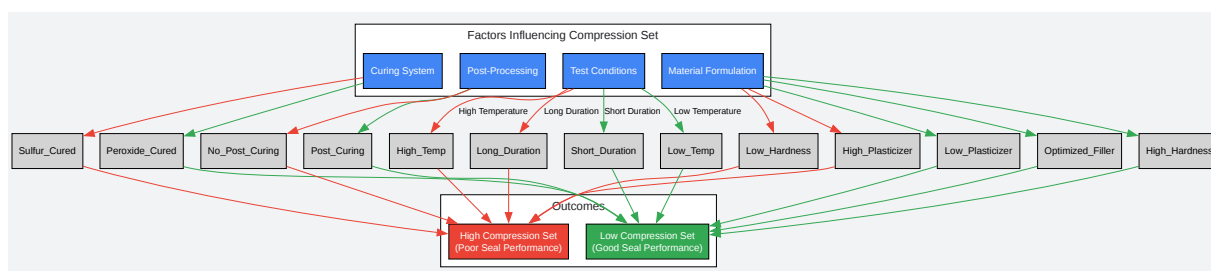 Factors Influencing Compression Set
Curing System
Post-Processing
Test Conditions
Material Formulation
High Temperature
Long Duration
Short Duration
Low Temperature
Sulfur_Cured
Peroxide_Cured
No_Post_Curing
Post_Curing
High_Temp
Long_Duration
Short_Duration
Low_Temp
Low_Hardness
High_Plasticizer
Low_Plasticizer
Optimized_Filler
High_Hardness
Outcomes
High Compression Set
(Poor Seal Performance)
Low Compression Set
(Good Seal Performance)